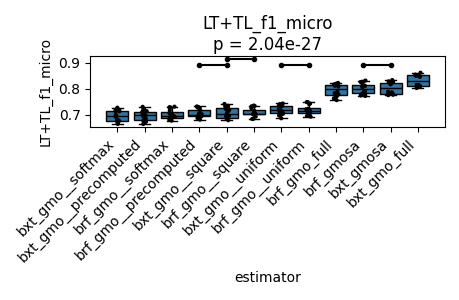 LT+TL_f1_micro
p = 2.04e-27
LT+TL_f1_micro
0.9
0.8
0.7
bxt_gmo__softmax
bxt_gmo__precomputed
brf_gmo__softmax
brf_gmo__precomputed
bxt_gmo__square
brf_gmo__square
bxt_gmo__uniform
brf_gmo__uniform
brf_gmo_full
brf_gmosa
bxt_gmosa
bxt_gmo_full
estimator